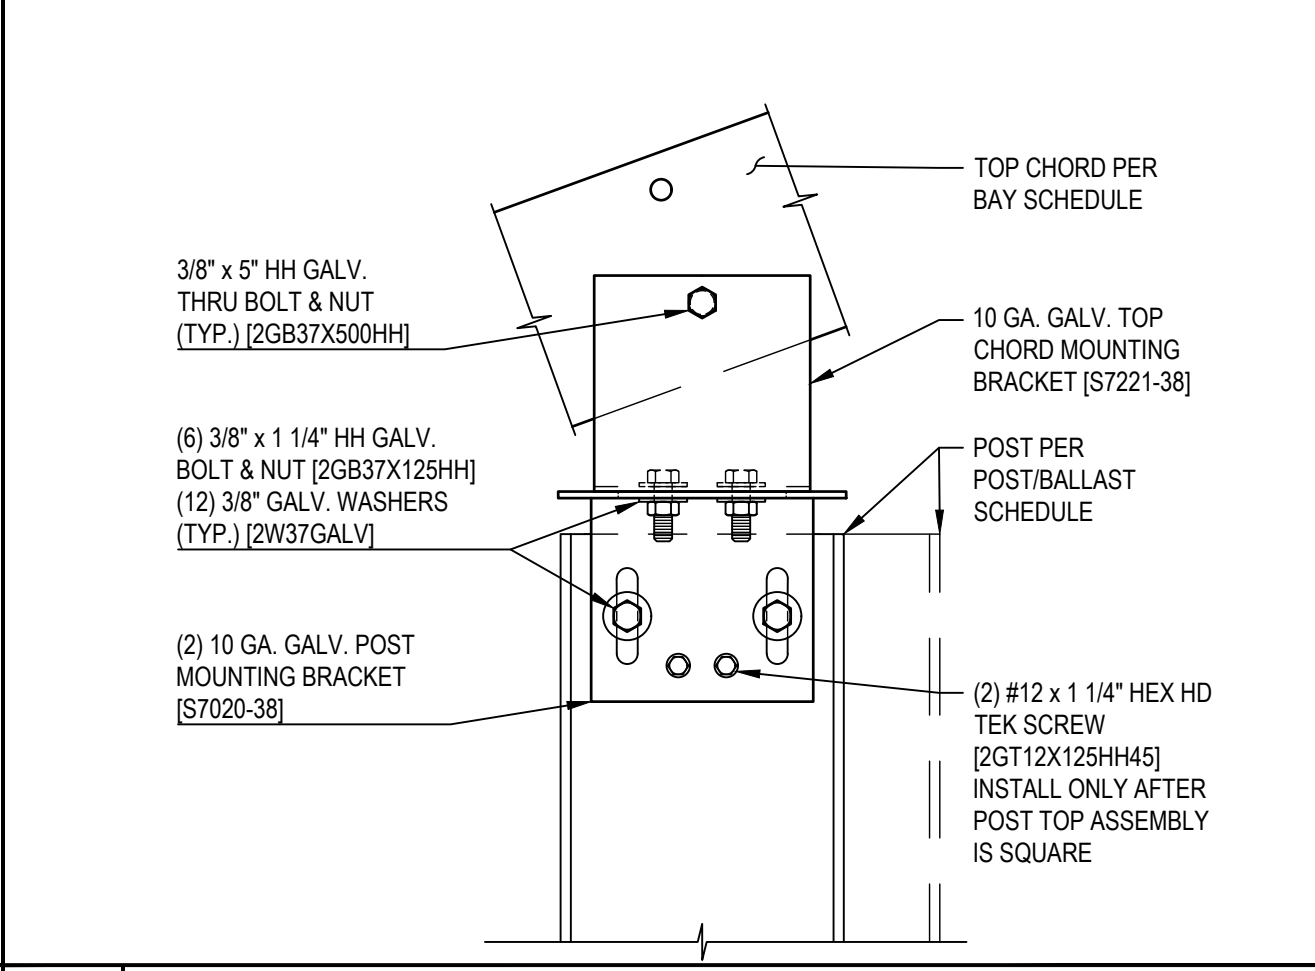 3/8" x 5" HH GALV.
THRU BOLT & NUT
(TYP.) [2GB37X500HH]
(6) 3/8" x 1 1/4" HH GALV.
BOLT & NUT [2GB37X125HH]
(12) 3/8" GALV. WASHERS
(TYP.) [2W37GALV]
(2) 10 GA. GALV. POST
MOUNTING BRACKET
[S7020-38]
TOP CHORD PER
BAY SCHEDULE
10 GA. GALV. TOP
CHORD MOUNTING
BRACKET [S7221-38]
POST PER
POST/BALLAST
SCHEDULE
(2) #12 x 1 1/4" HEX HD
TEK SCREW
[2GT12X125HH45]
INSTALL ONLY AFTER
POST TOP ASSEMBLY
IS SQUARE